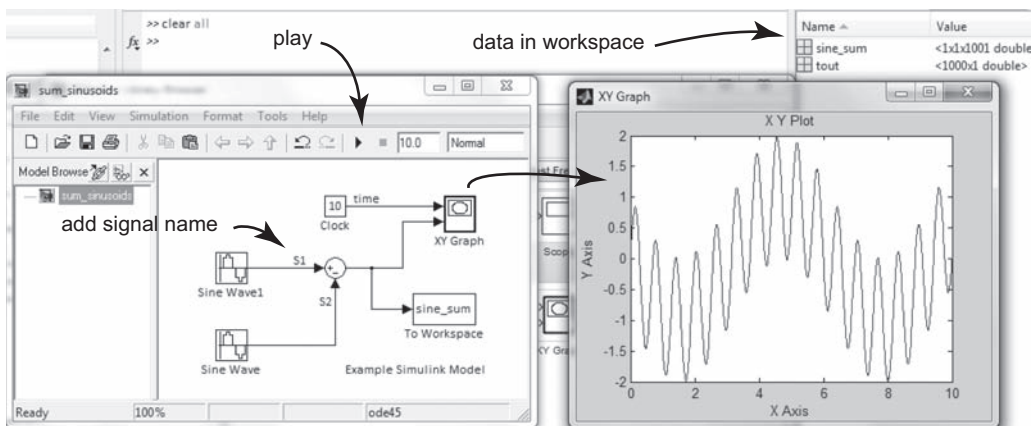 >> clear all
fx >>
play
data in workspace
Name Value
sine_sum <1x1x1001 double
tout <1000x1 double>
sum_sinusoids
File Edit View Simulation Format Tools Help
10.0 Normal
Model Browse
sum_sinusoids
add signal name
10 time
Clock
XY Graph
S1
+-
Sine Wave1
S2
sine_sum
To Workspace
Sine Wave
Example Simulink Model
Ready 100% ode45
Scop
XY Gra
XY Graph
X Y Plot
2
1.5
1
0.5
0
-0.5
-1
-1.5
-2
Y Axis
0 2 4 6 8 10
X Axis